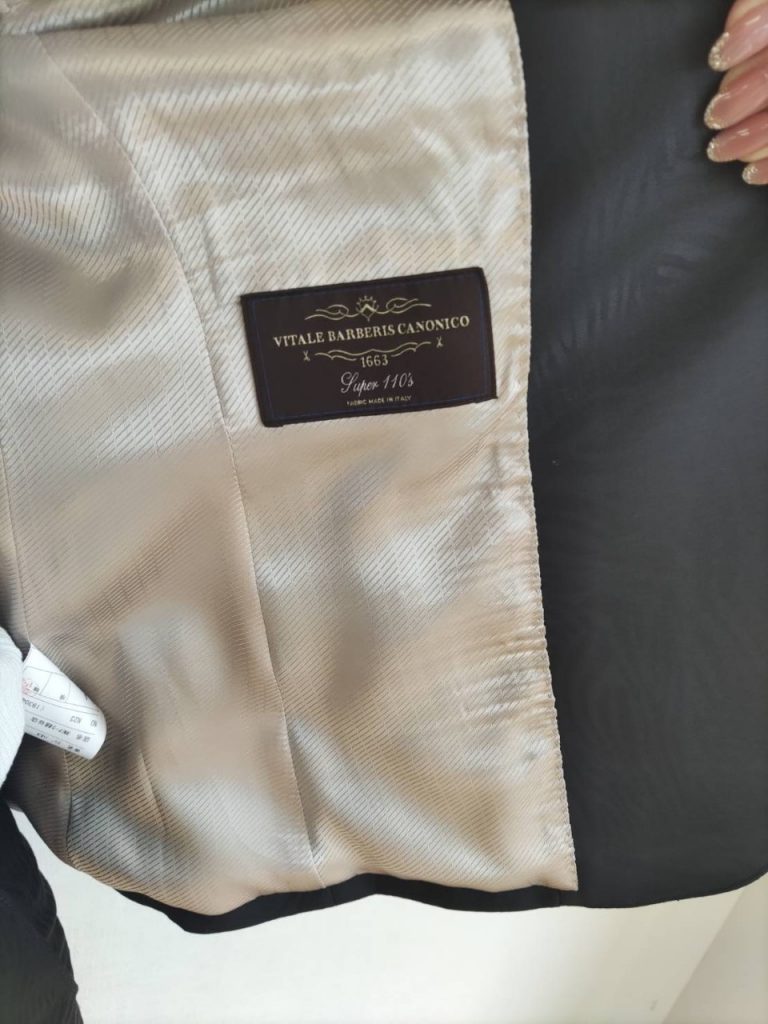 VITALE BARBERIS CANONICO
1663
Super 110's
FABRIC MADE IN ITALY